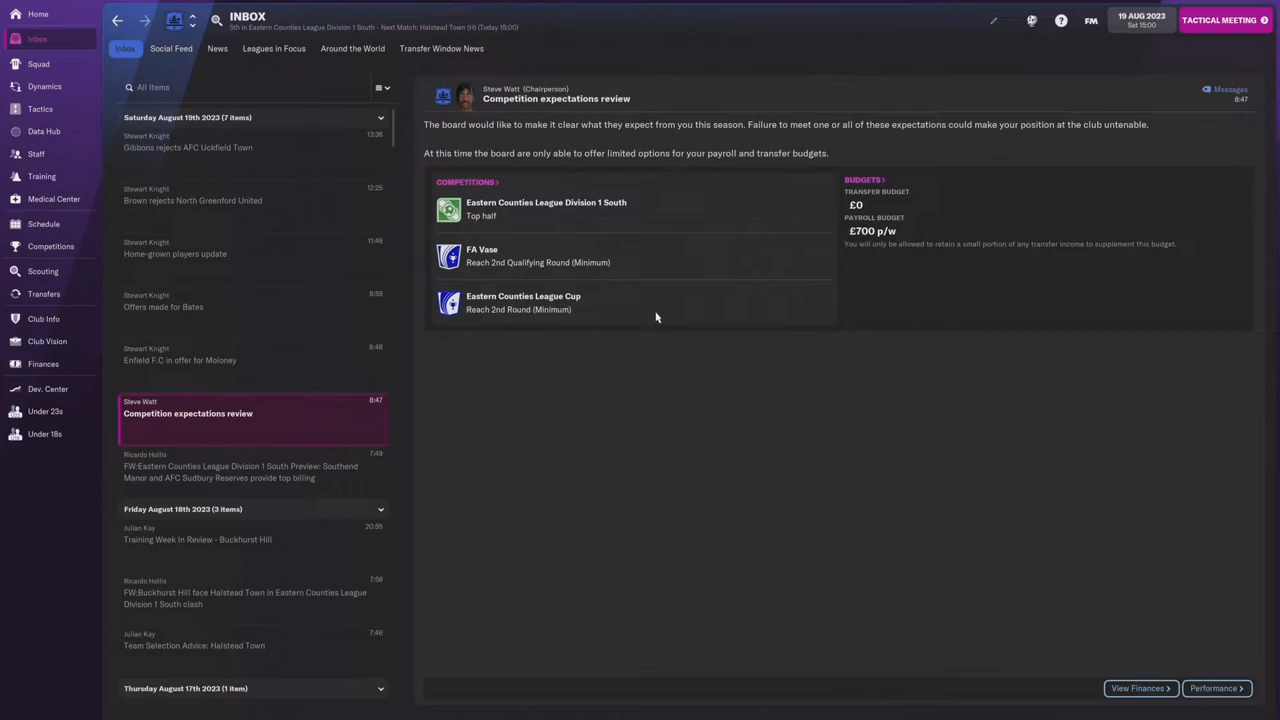 Home
Inbox
Squad
Dynamics
Tactics
Data Hub
Staff
Training
Medical Center
Schedule
Competitions
Scouting
Transfers
Club Info
Club Vision
Finances
Dev. Center
Under 23s
Under 18s
INBOX
5th in Eastern Counties League Division 1 South - Next Match: Halstead Town (H) (Today 15:00)
FM
19 AUG 2023
Sat 15:00
TACTICAL MEETING
Inbox
Social Feed
News
Leagues in Focus
Around the World
Transfer Window News
All Items
Saturday August 19th 2023 (7 items)
Stewart Knight
13:36
Gibbons rejects AFC Uckfield Town
Stewart Knight
12:25
Brown rejects North Greenford United
Stewart Knight
11:48
Home-grown players update
Stewart Knight
8:59
Offers made for Bates
Stewart Knight
8:48
Enfield F.C in offer for Moloney
Steve Watt
8:47
Competition expectations review
Ricardo Hollis
7:49
FW:Eastern Counties League Division 1 South Preview: Southend
Manor and AFC Sudbury Reserves provide top billing
Friday August 18th 2023 (3 items)
Julian Kay
20:55
Training Week In Review - Buckhurst Hill
Ricardo Hollis
7:58
FW:Buckhurst Hill face Halstead Town in Eastern Counties League
Division 1 South clash
Julian Kay
7:46
Team Selection Advice: Halstead Town
Thursday August 17th 2023 (1 item)
Steve Watt (Chairperson)
Competition expectations review
Messages
8:47
The board would like to make it clear what they expect from you this season. Failure to meet one or all of these expectations could make your position at the club untenable.
At this time the board are only able to offer limited options for your payroll and transfer budgets.
COMPETITIONS >
Eastern Counties League Division 1 South
Top half
FA Vase
Reach 2nd Qualifying Round (Minimum)
Eastern Counties League Cup
Reach 2nd Round (Minimum)
BUDGETS >
TRANSFER BUDGET
£0
PAYROLL BUDGET
£700 p/w
You will only be allowed to retain a small portion of any transfer income to supplement this budget.
View Finances >
Performance >